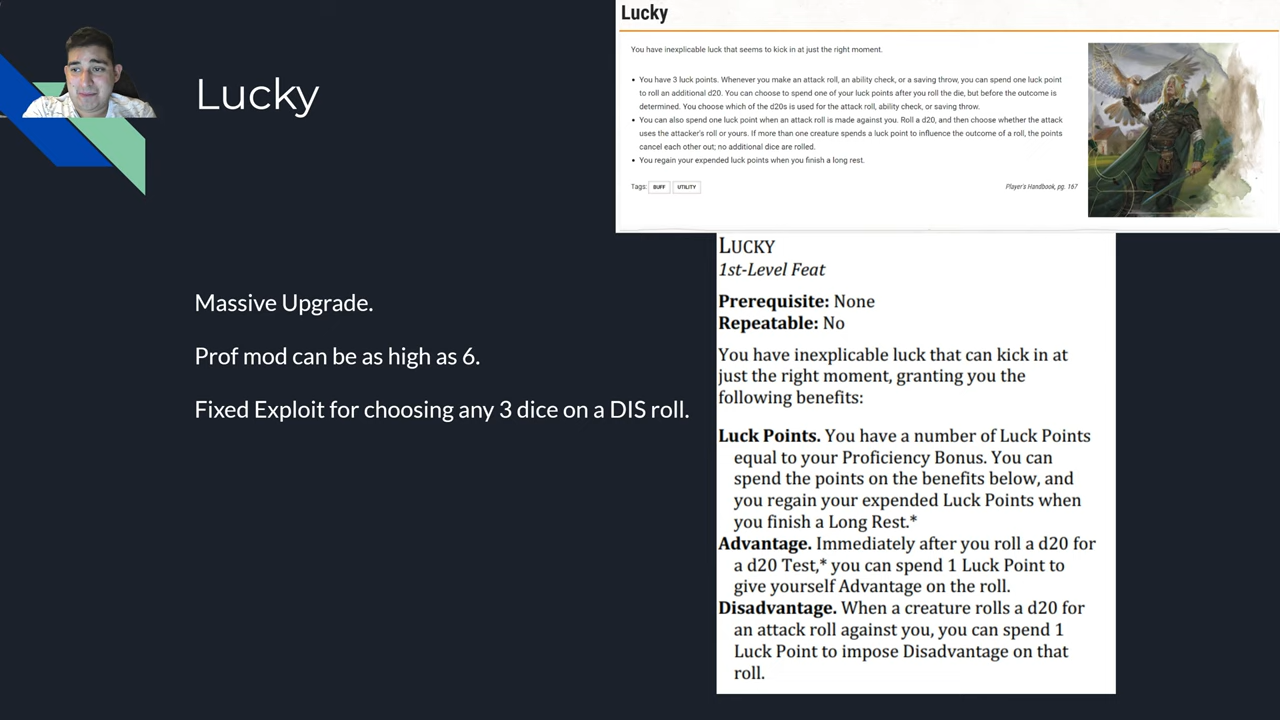 Lucky
Massive Upgrade.
Prof mod can be as high as 6.
Fixed Exploit for choosing any 3 dice on a DIS roll.
Lucky
You have inexplicable luck that seems to kick in at just the right moment.
• You have 3 luck points. Whenever you make an attack roll, an ability check, or a saving throw, you can spend one luck point
to roll an additional d20. You can choose to spend one of your luck points after you roll the die, but before the outcome is
determined. You choose which of the d20s is used for the attack roll, ability check, or saving throw.
• You can also spend one luck point when an attack roll is made against you. Roll a d20, and then choose whether the attack
uses the attacker's roll or yours. If more than one creature spends a luck point to influence the outcome of a roll, the points
cancel each other out; no additional dice are rolled.
• You regain your expended luck points when you finish a long rest.
Tags: BUFF UTILITY
Player's Handbook, pg. 167
LUCKY
1st-Level Feat
Prerequisite: None
Repeatable: No
You have inexplicable luck that can kick in at
just the right moment, granting you the
following benefits:
Luck Points. You have a number of Luck Points
equal to your Proficiency Bonus. You can
spend the points on the benefits below, and
you regain your expended Luck Points when
you finish a Long Rest.*
Advantage. Immediately after you roll a d20 for
a d20 Test,* you can spend 1 Luck Point to
give yourself Advantage on the roll.
Disadvantage. When a creature rolls a d20 for
an attack roll against you, you can spend 1
Luck Point to impose Disadvantage on that
roll.